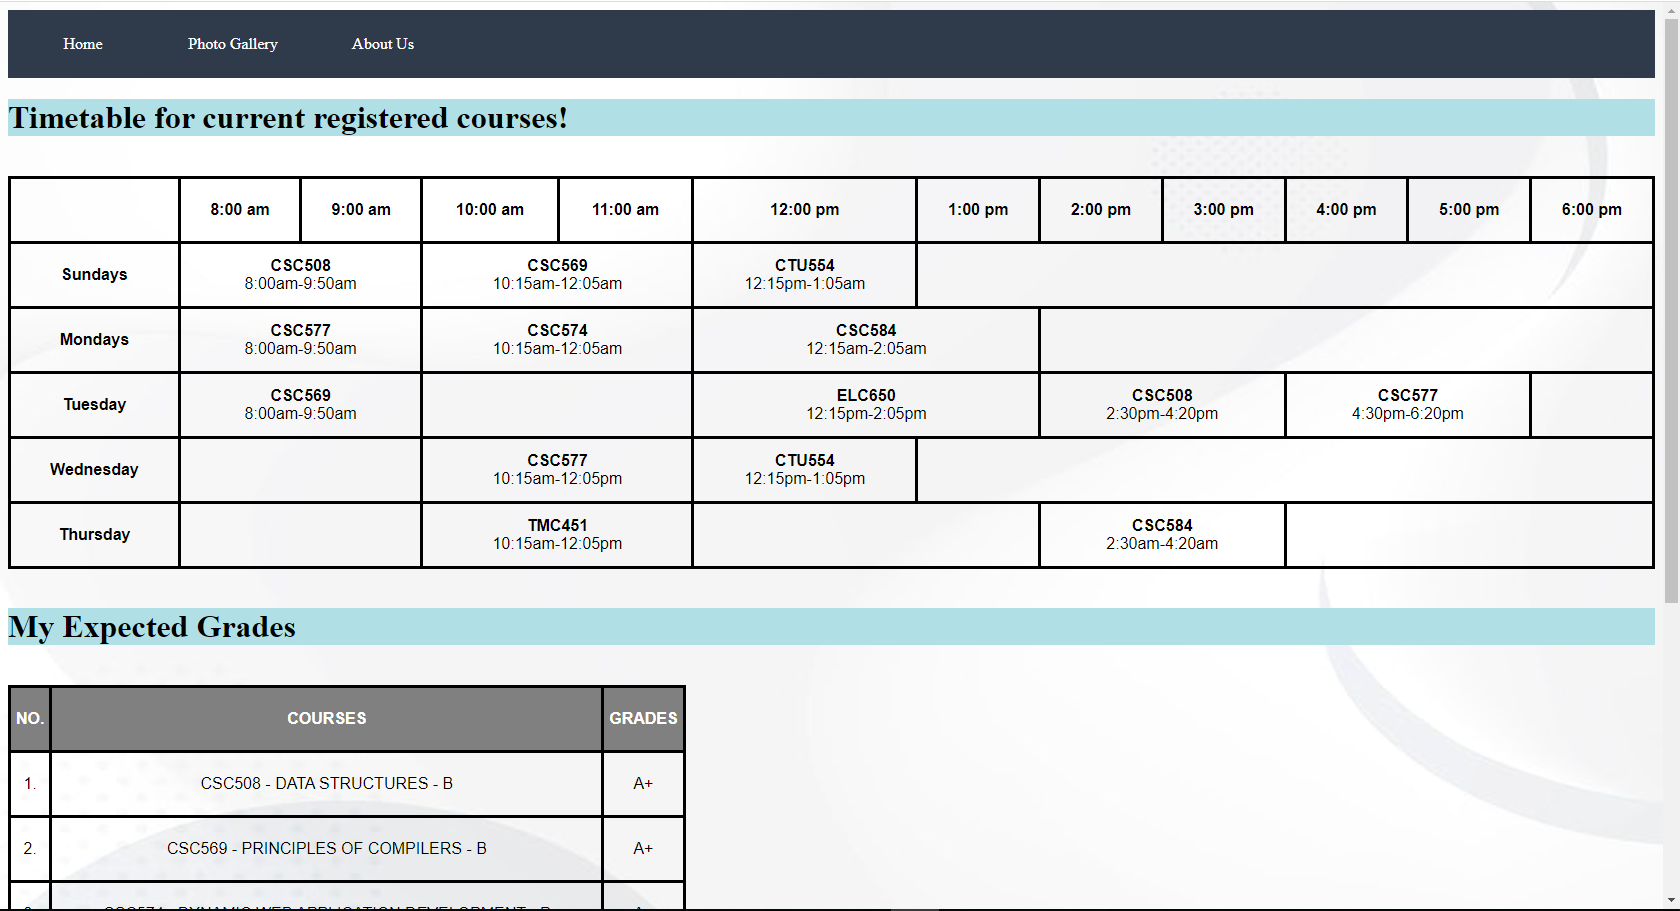 Home Photo Gallery About Us
Timetable for current registered courses!
8:00 am 9:00 am 10:00 am 11:00 am 12:00 pm 1:00 pm 2:00 pm 3:00 pm 4:00 pm 5:00 pm 6:00 pm
Sundays CSC508 CSC569 CTU554
8:00am-9:50am 10:15am-12:05am 12:15pm-1:05am
Mondays CSC577 CSC574 CSC584
8:00am-9:50am 10:15am-12:05am 12:15am-2:05am
Tuesday CSC569 ELC650 CSC508 CSC577
8:00am-9:50am 12:15pm-2:05pm 2:30pm-4:20pm 4:30pm-6:20pm
Wednesday CSC577 CTU554
10:15am-12:05pm 12:15pm-1:05pm
Thursday TMC451 CSC584
10:15am-12:05pm 2:30am-4:20am
My Expected Grades
NO. COURSES GRADES
1. CSC508 - DATA STRUCTURES - B A+
2. CSC569 - PRINCIPLES OF COMPILERS - B A+